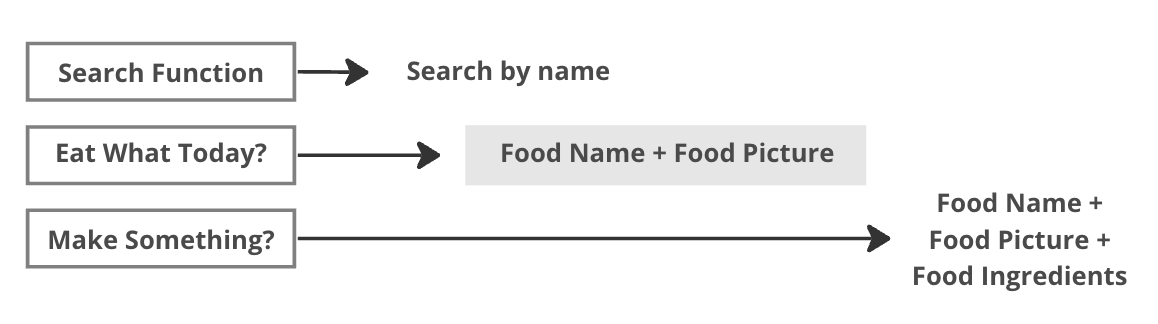 Search Function
Search by name
Eat What Today?
Food Name + Food Picture
Make Something?
Food Name +
Food Picture +
Food Ingredients